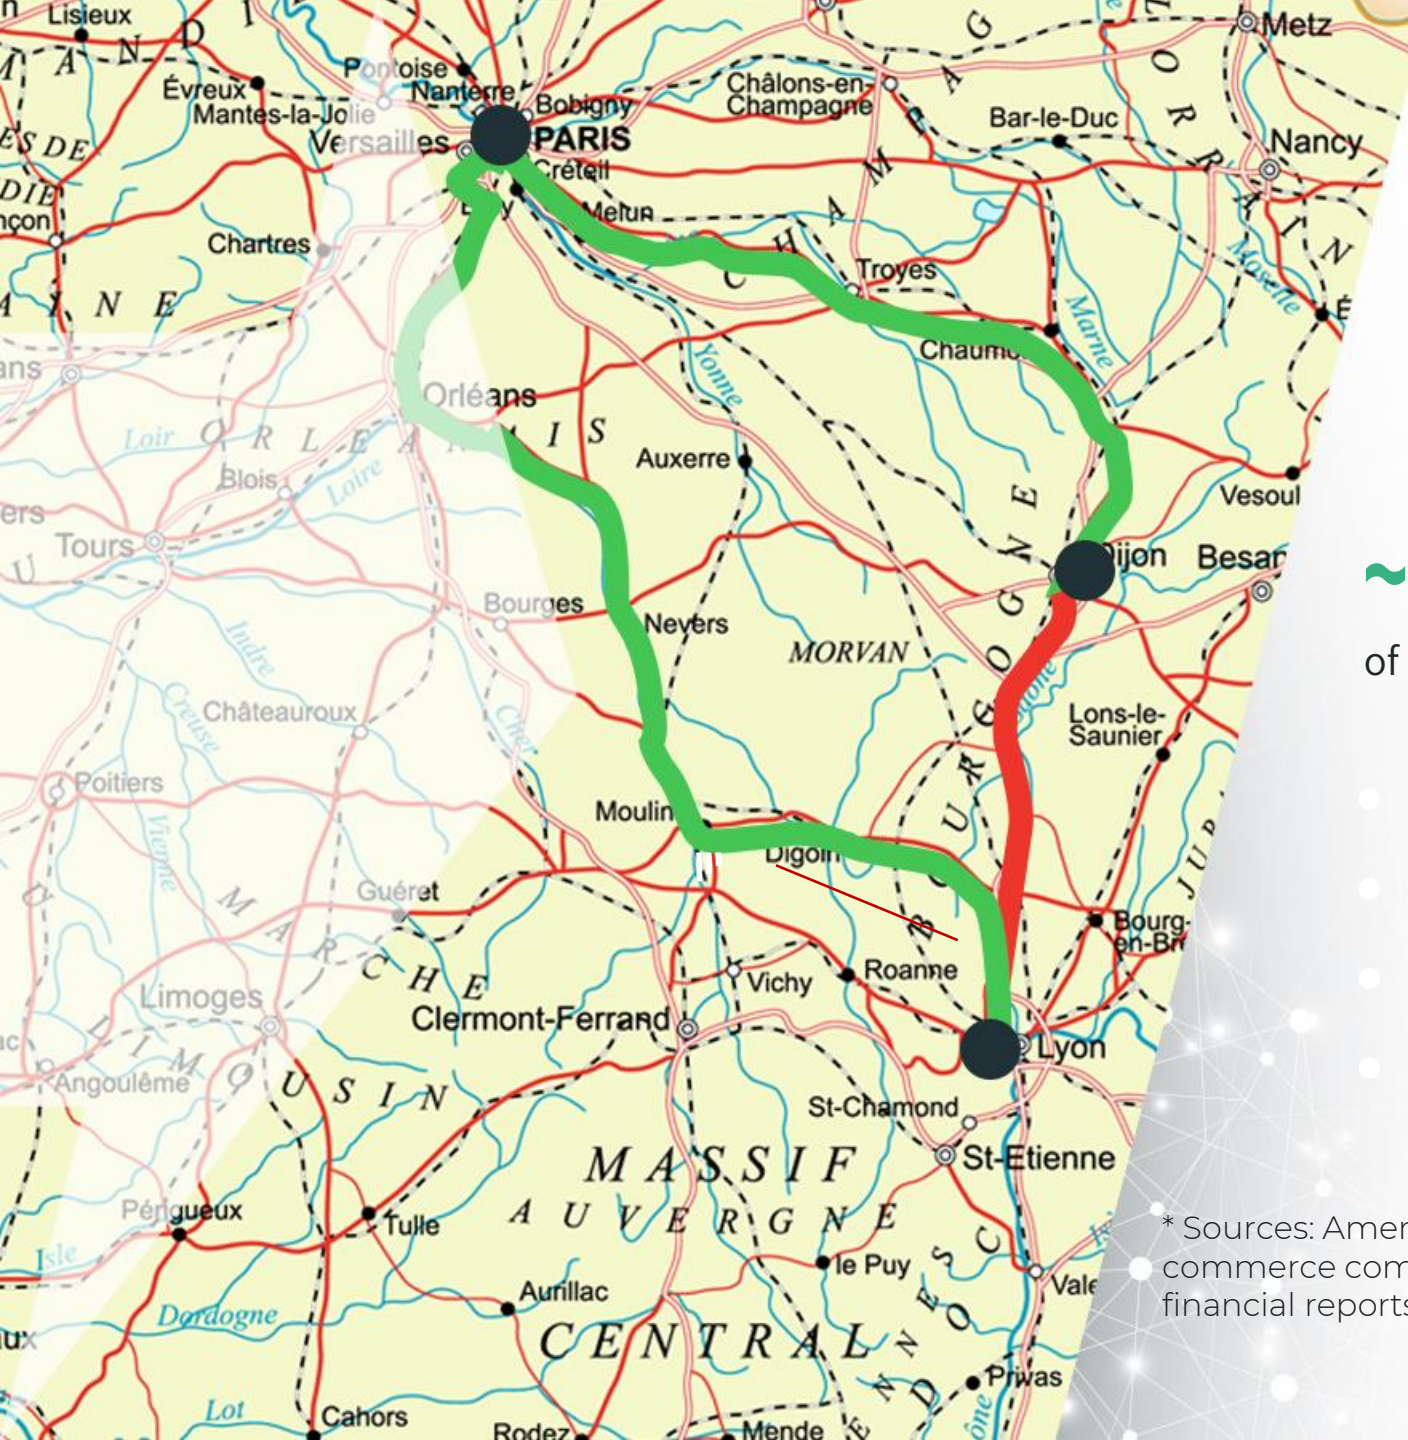 Lisieux
Metz
Pontoise
Évreux
Nanterre
Châlons-en-
Champagne
Mantes-la-Jolie
Bobigny
Bar-le-Duc
Versailles
PARIS
Nancy
Créteil
Melun
Chartres
Troyes
Moselle
Marne
Yonne
Orléans
O R L É A N A I S
Loir
Auxerre
Blois
Loire
Vesoul
Tours
Dijon
Besan
~
Bourges
Nevers
MORVAN
of
Indre
Saône
Creuse
Châteauroux
Cher
Lons-le-
Saunier
B O U R G O G N E
Poitiers
Moulin
Vienne
Digoin
JUR
Guéret
M A R C H E
Bourg-
en-Br
Roanne
Vichy
Limoges
Clermont-Ferrand
Lyon
L I M O U S I N
Angoulême
St-Chamond
M A S S I F
St-Etienne
Périgueux
Tulle
A U V E R G N E
* Sources: Amer
Isle
le Puy
commerce com
Vale
Aurillac
financial reports
Dordogne
C E N T R A L
Privas
Lot
Cahors
Rodez
Mende